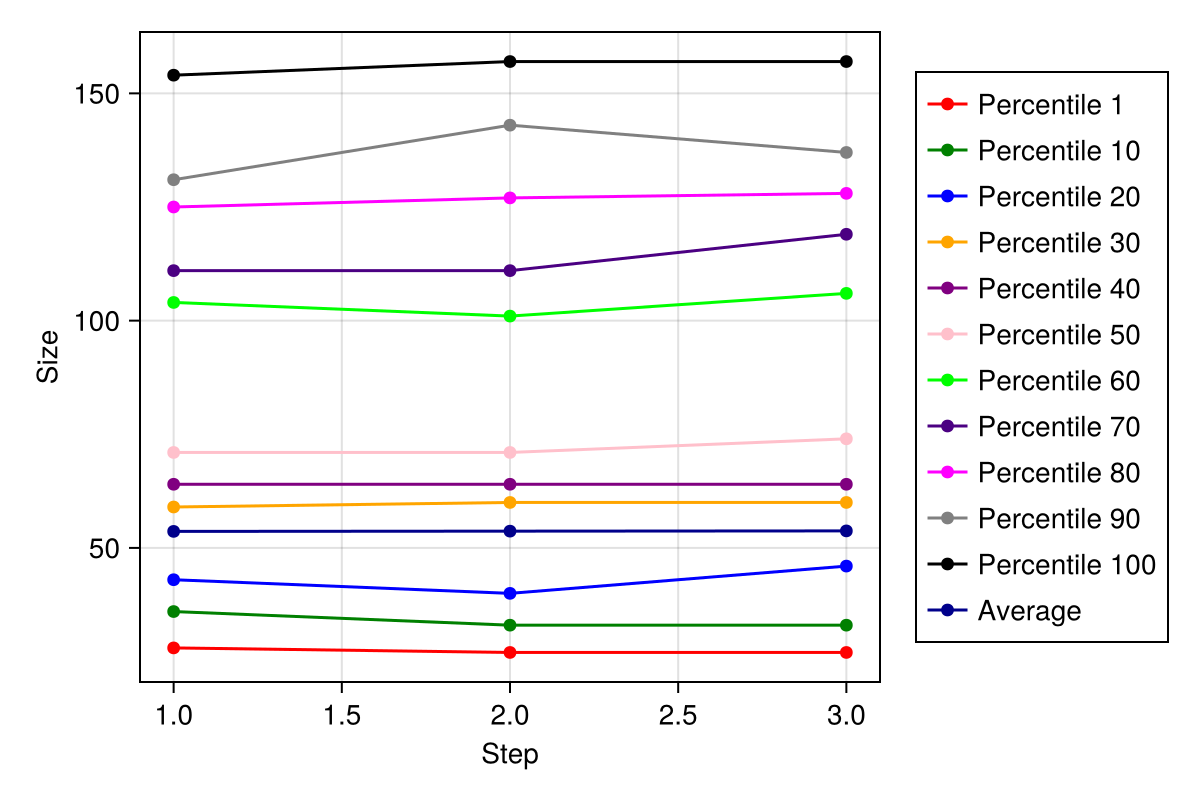 150
100
50
Size
1.0 1.5 2.0 2.5 3.0
Step
Percentile 1
Percentile 10
Percentile 20
Percentile 30
Percentile 40
Percentile 50
Percentile 60
Percentile 70
Percentile 80
Percentile 90
Percentile 100
Average